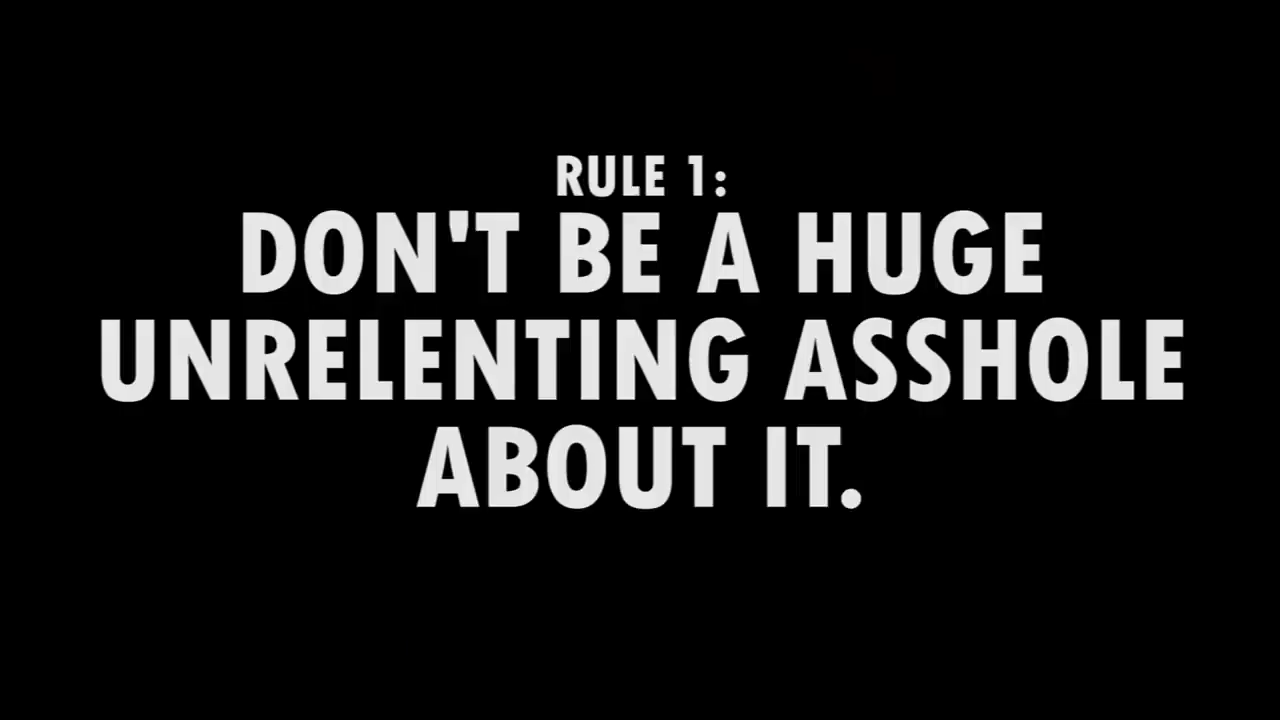 RULE 1:
DON'T BE A HUGE
UNRELENTING ASSHOLE
ABOUT IT.